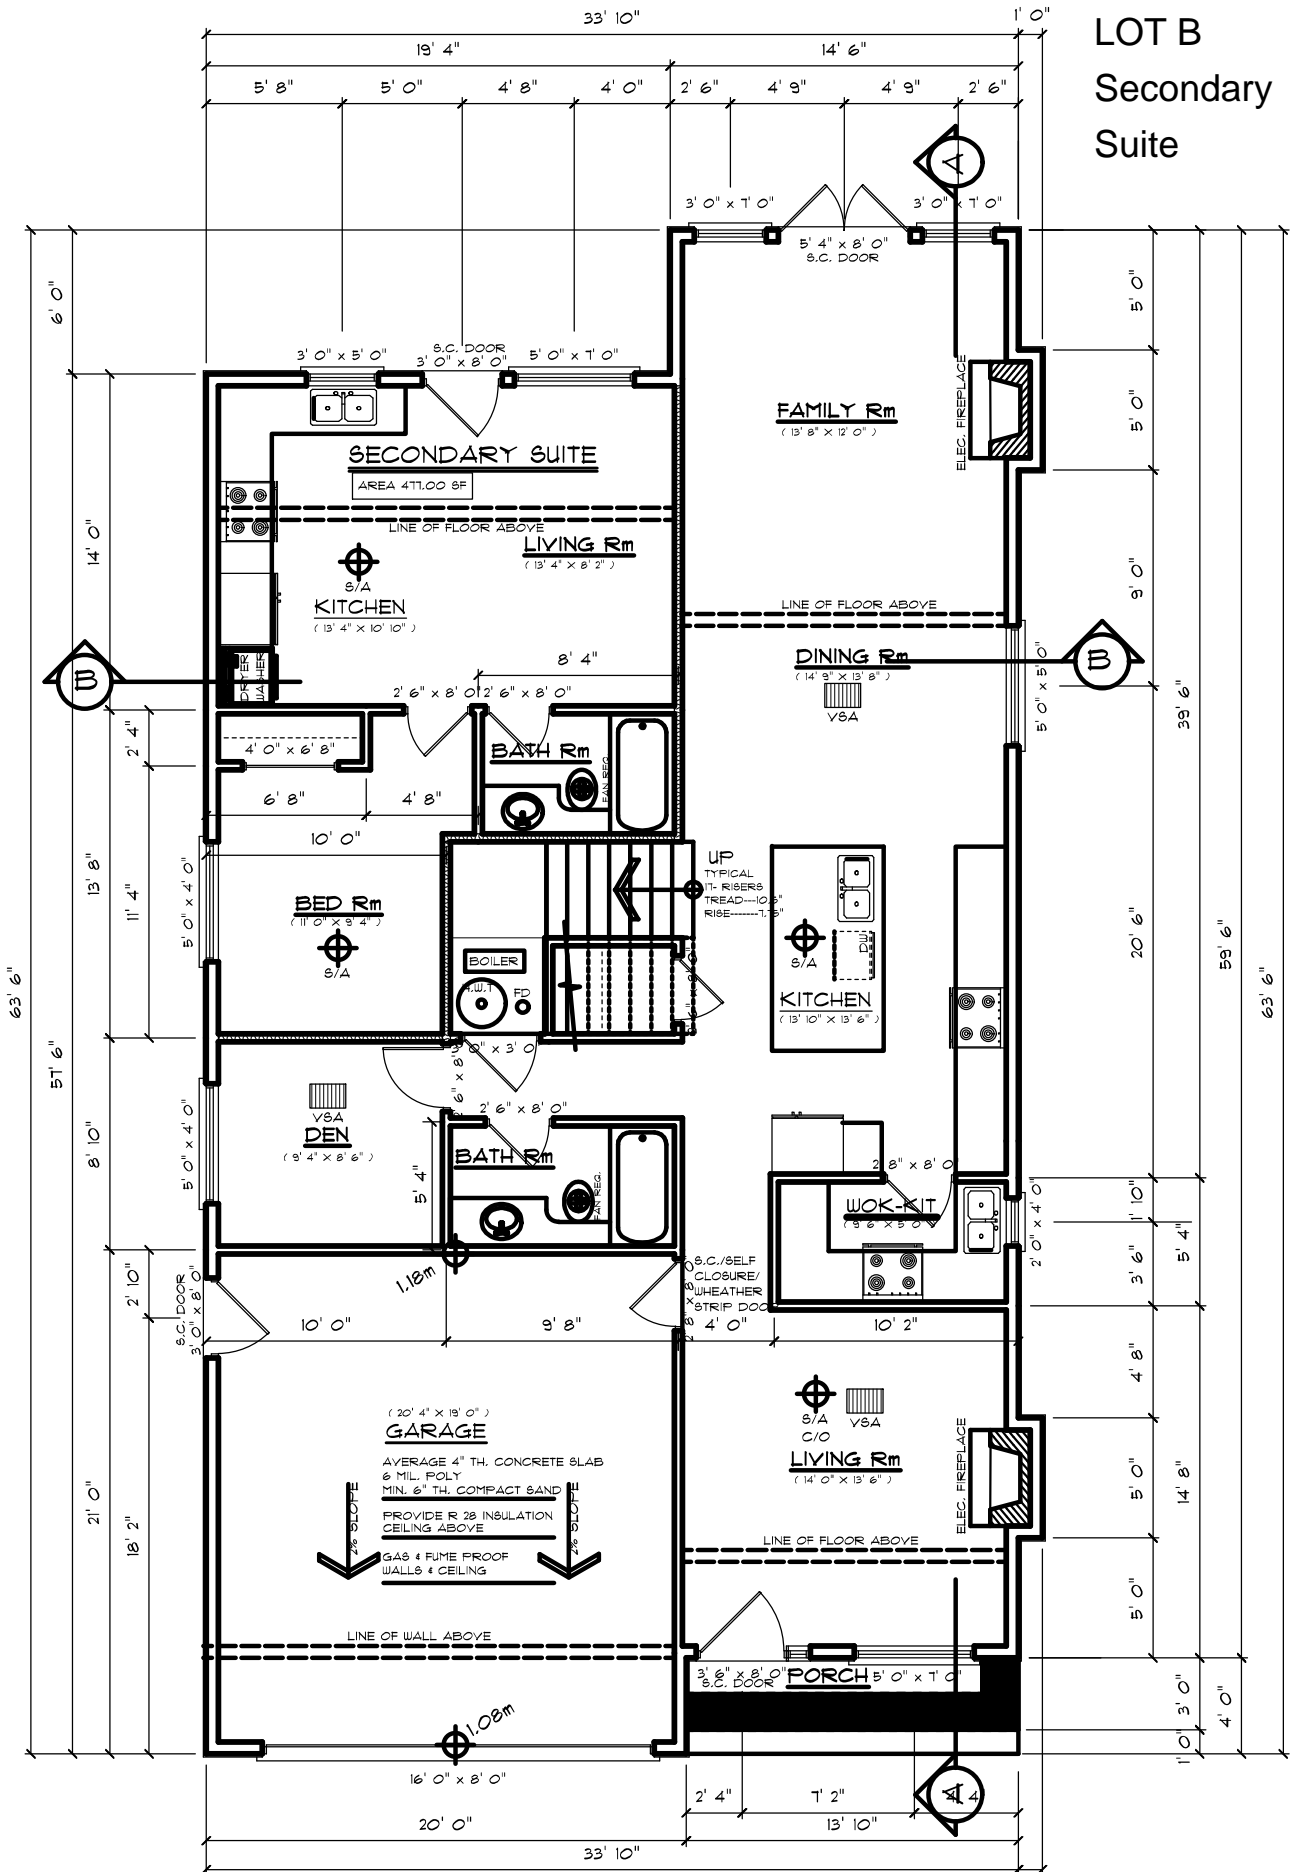 33' 10"
1' 0"
LOT B
Secondary
Suite
19' 4"
14' 6"
5' 8"
5' 0"
4' 8"
4' 0"
2' 6"
4' 9"
4' 9"
2' 6"
A
3' 0" x 7' 0"
3' 0" x 7' 0"
5' 4" x 8' 0"
S.C. DOOR
6' 0"
5' 0"
S.C. DOOR
3' 0" x 5' 0"
3' 0" x 8' 0"
5' 0" x 7' 0"
FAMILY Rm
( 13' 8" X 12' 0" )
ELEC. FIREPLACE
5' 0"
SECONDARY SUITE
AREA 477.00 SF
LINE OF FLOOR ABOVE
LIVING Rm
( 13' 4" X 8' 2" )
14' 0"
S/A
KITCHEN
( 13' 4" X 10' 10" )
9' 0"
LINE OF FLOOR ABOVE
DINING Rm
( 14' 9" X 13' 8" )
VSA
B
B
DRYER
WASHER
8' 4"
5' 0" x 5' 0"
39' 6"
2' 6" x 8' 0"
2' 6" x 8' 0"
2' 4"
4' 0" x 6' 8"
BATH Rm
FAN REQ.
6' 8"
4' 8"
10' 0"
13' 8"
11' 4"
5' 0" x 4' 0"
BED Rm
( 11' 0" X 9' 4" )
S/A
UP
TYPICAL
17- RISERS
TREAD---10.5"
RISE-------7.75"
BOILER
H.W.T
FD
S/A
DW
KITCHEN
( 13' 10" X 13' 6" )
20' 6"
59' 6"
63' 6"
63' 6"
57' 6"
3' 0" x 3' 0
2' 6" x 8' 0"
8' 10"
5' 0" x 4' 0"
VSA
DEN
( 9' 4" X 8' 6" )
5' 4"
BATH Rm
FAN REQ.
2' 8" x 8' 0"
WOK-KIT
( 9' 6" X 5' 0" )
2' 0" x 4' 0"
1' 10"
3' 6"
5' 4"
1.18m
S.C./SELF
CLOSURE/
WHEATHER
STRIP DOO
2' 8" x 8' 0"
2' 10"
S.C. DOOR
3' 0" x 8' 0"
10' 0"
9' 8"
4' 0"
10' 2"
4' 8"
( 20' 4" X 19' 0" )
GARAGE
AVERAGE 4" TH. CONCRETE SLAB
6 MIL. POLY
MIN. 6" TH. COMPACT SAND
PROVIDE R 28 INSULATION
CEILING ABOVE
GAS & FUME PROOF
WALLS & CEILING
2% SLOPE
2% SLOPE
S/A
C/O
VSA
LIVING Rm
( 14' 0" X 13' 6" )
ELEC. FIREPLACE
5' 0"
14' 8"
21' 0"
18' 2"
LINE OF FLOOR ABOVE
5' 0"
LINE OF WALL ABOVE
3' 6" x 8' 0"
S.C. DOOR
PORCH
5' 0" x 7' 0"
3' 0"
4' 0"
1' 0"
1.08m
16' 0" x 8' 0"
2' 4"
7' 2"
4' 4
A
20' 0"
13' 10"
33' 10"